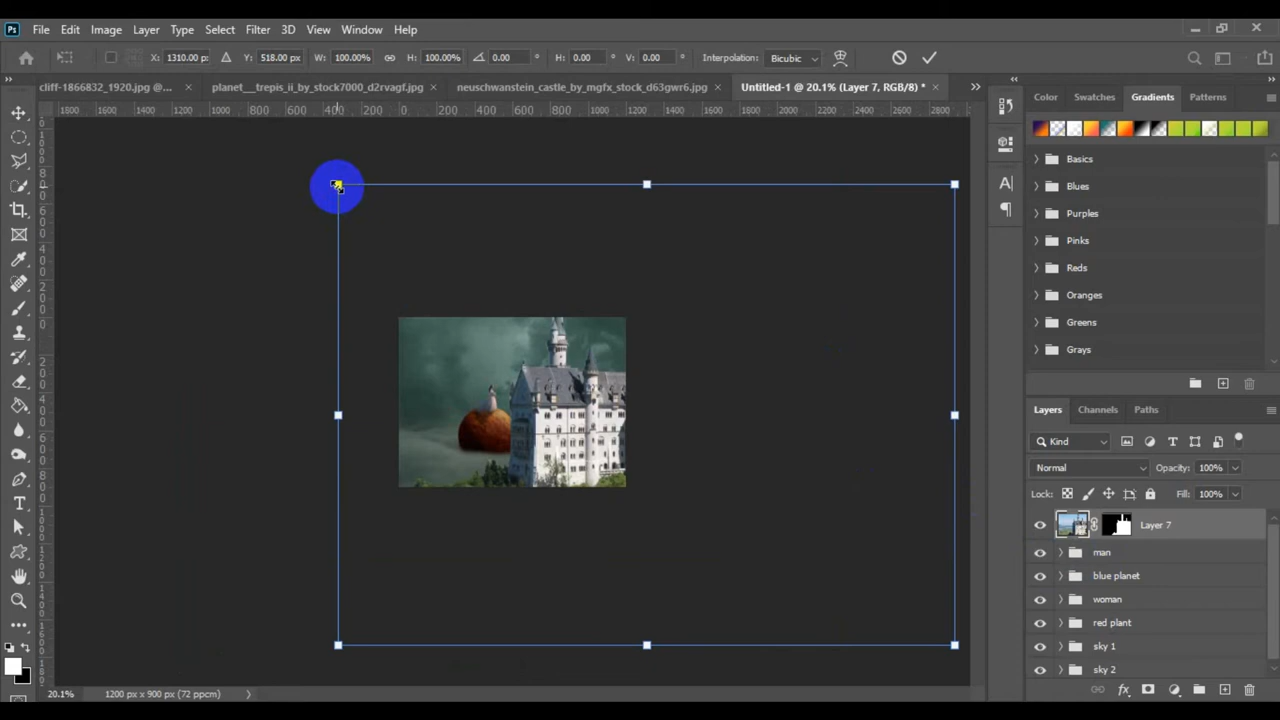 Ps File Edit Image Layer Type Select Filter 3D View Window Help
X: 1310.00 px Y: 518.00 px W: 100.00% H: 100.00% 0.00 ° H: 0.00 ° V: 0.00 ° Interpolation: Bicubic
cliff-1866832_1920.jpg @... × planet__trepis_ii_by_stock7000_d2rvagf.jpg × neuschwanstein_castle_by_mgfx_stock_d63gwr6.jpg × Untitled-1 @ 20.1% (Layer 7, RGB/8) * ×
Color Swatches Gradients Patterns
Basics
Blues
Purples
Pinks
Reds
Oranges
Greens
Grays
Layers Channels Paths
Kind
Normal Opacity: 100%
Lock: Fill: 100%
Layer 7
man
blue planet
woman
red plant
sky 1
sky 2
20.1% 1200 px x 900 px (72 ppcm)